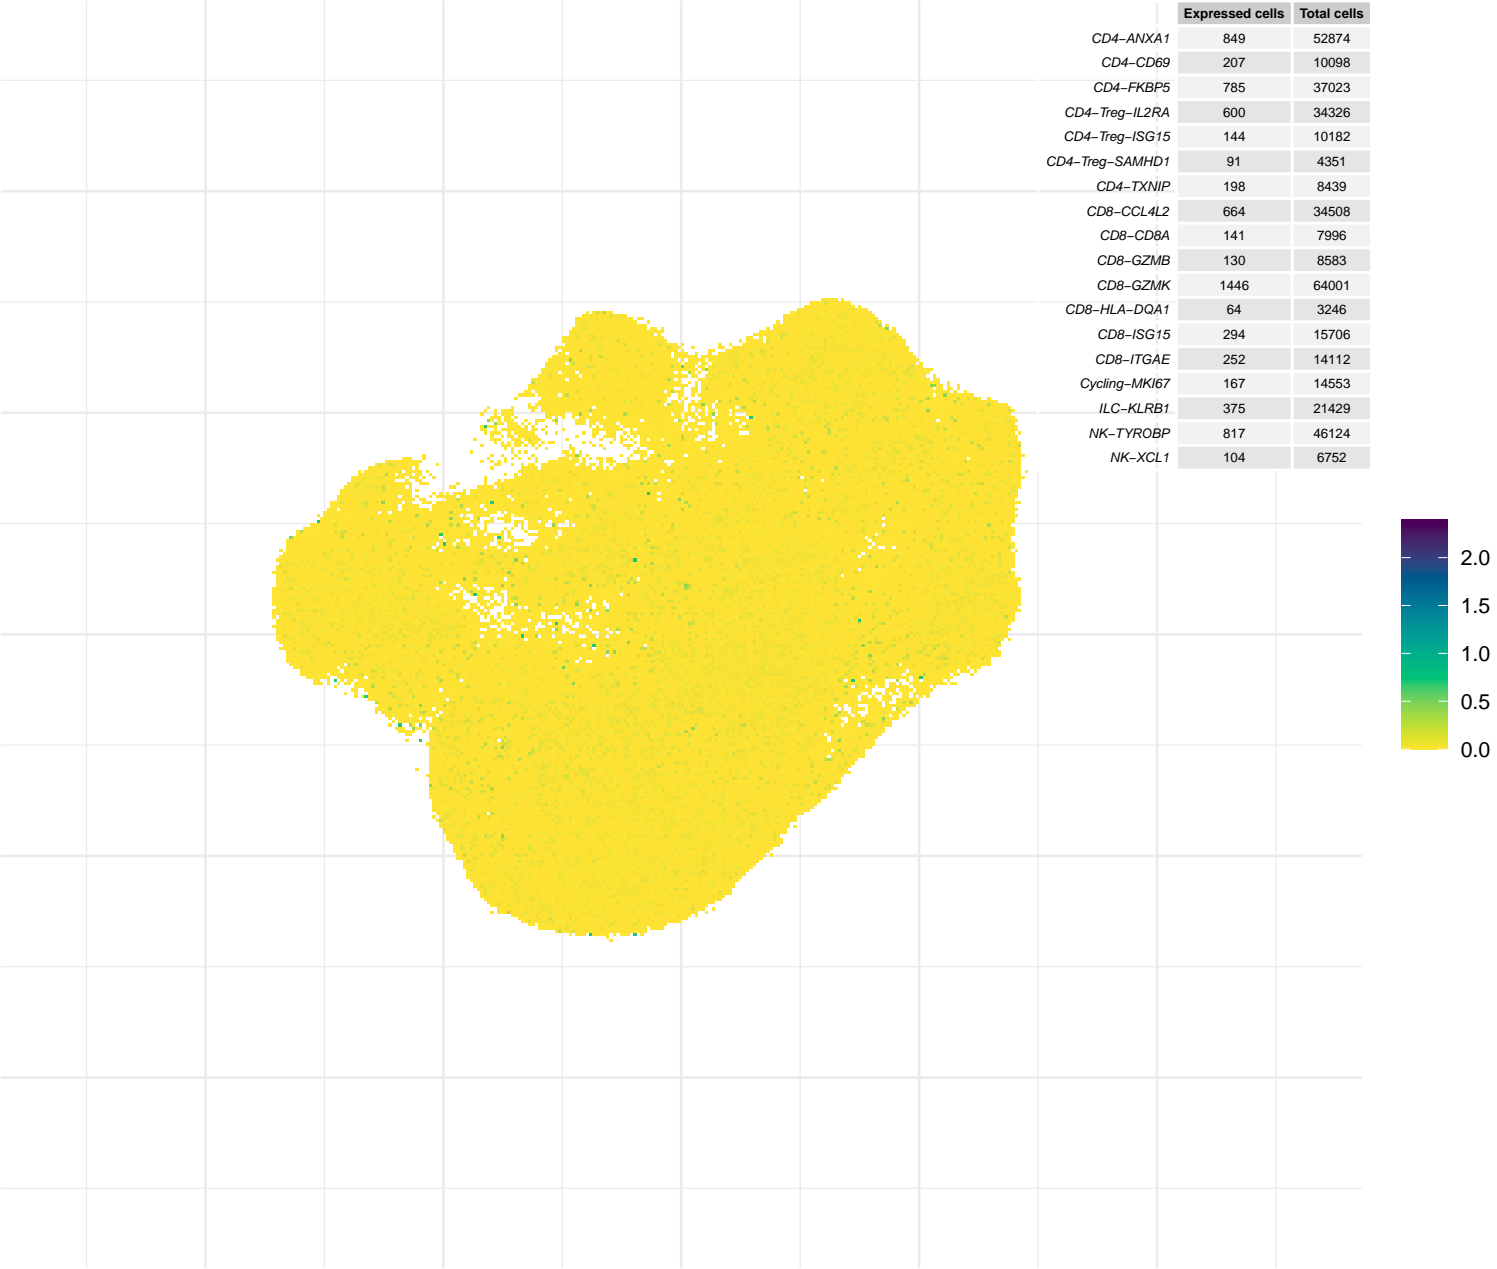 Expressed cells Total cells
CD4−ANXA1 849 52874
CD4−CD69 207 10098
CD4−FKBP5 785 37023
CD4−Treg−IL2RA 600 34326
CD4−Treg−ISG15 144 10182
CD4−Treg−SAMHD1 91 4351
CD4−TXNIP 198 8439
CD8−CCL4L2 664 34508
CD8−CD8A 141 7996
CD8−GZMB 130 8583
CD8−GZMK 1446 64001
CD8−HLA−DQA1 64 3246
CD8−ISG15 294 15706
CD8−ITGAE 252 14112
Cycling−MKI67 167 14553
ILC−KLRB1 375 21429
NK−TYROBP 817 46124
NK−XCL1 104 6752
2.0
1.5
1.0
0.5
0.0